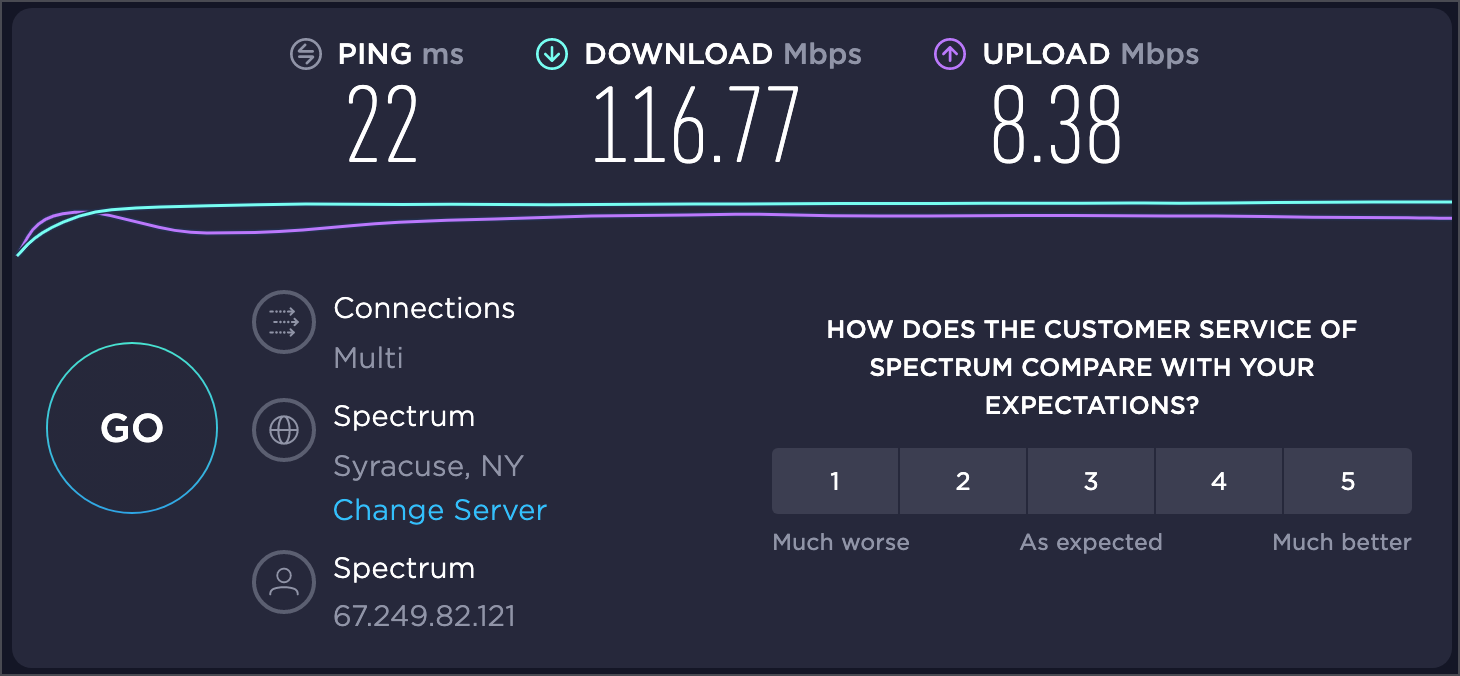 PING ms
DOWNLOAD Mbps
UPLOAD Mbps
22
116.77
8.38
GO
Connections
Multi
Spectrum
Syracuse, NY
Change Server
Spectrum
67.249.82.121
HOW DOES THE CUSTOMER SERVICE OF
SPECTRUM COMPARE WITH YOUR
EXPECTATIONS?
1 2 3 4 5
Much worse As expected Much better